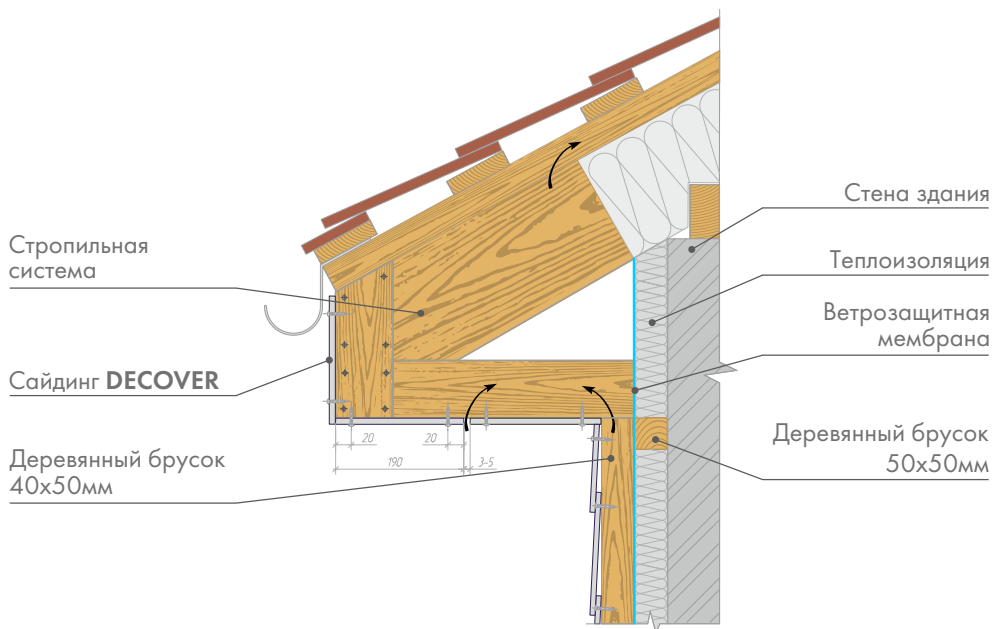 Стена здания
Теплоизоляция
Ветрозащитная
мембрана
Деревянный брусок
50х50мм
Стропильная
система
Сайдинг DECOVER
Деревянный брусок
40х50мм
20
20
190
3-5